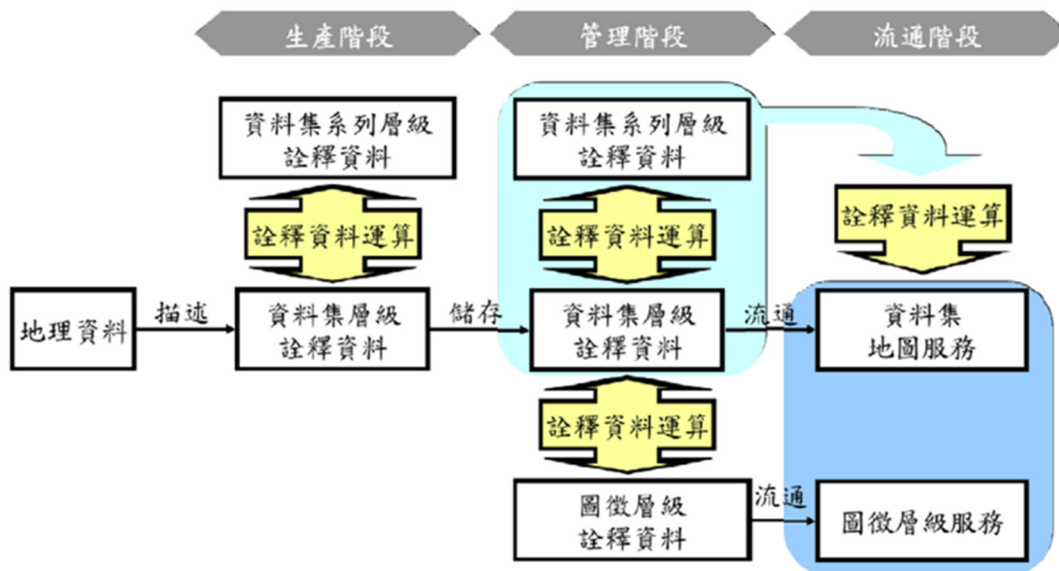 生產階段
管理階段
流通階段
資料集系列層級
詮釋資料
資料集系列層級
詮釋資料
詮釋資料運算
詮釋資料運算
詮釋資料運算
地理資料
描述
資料集層級
詮釋資料
儲存
資料集層級
詮釋資料
流通
資料集
地圖服務
詮釋資料運算
圖徵層級
詮釋資料
流通
圖徵層級服務